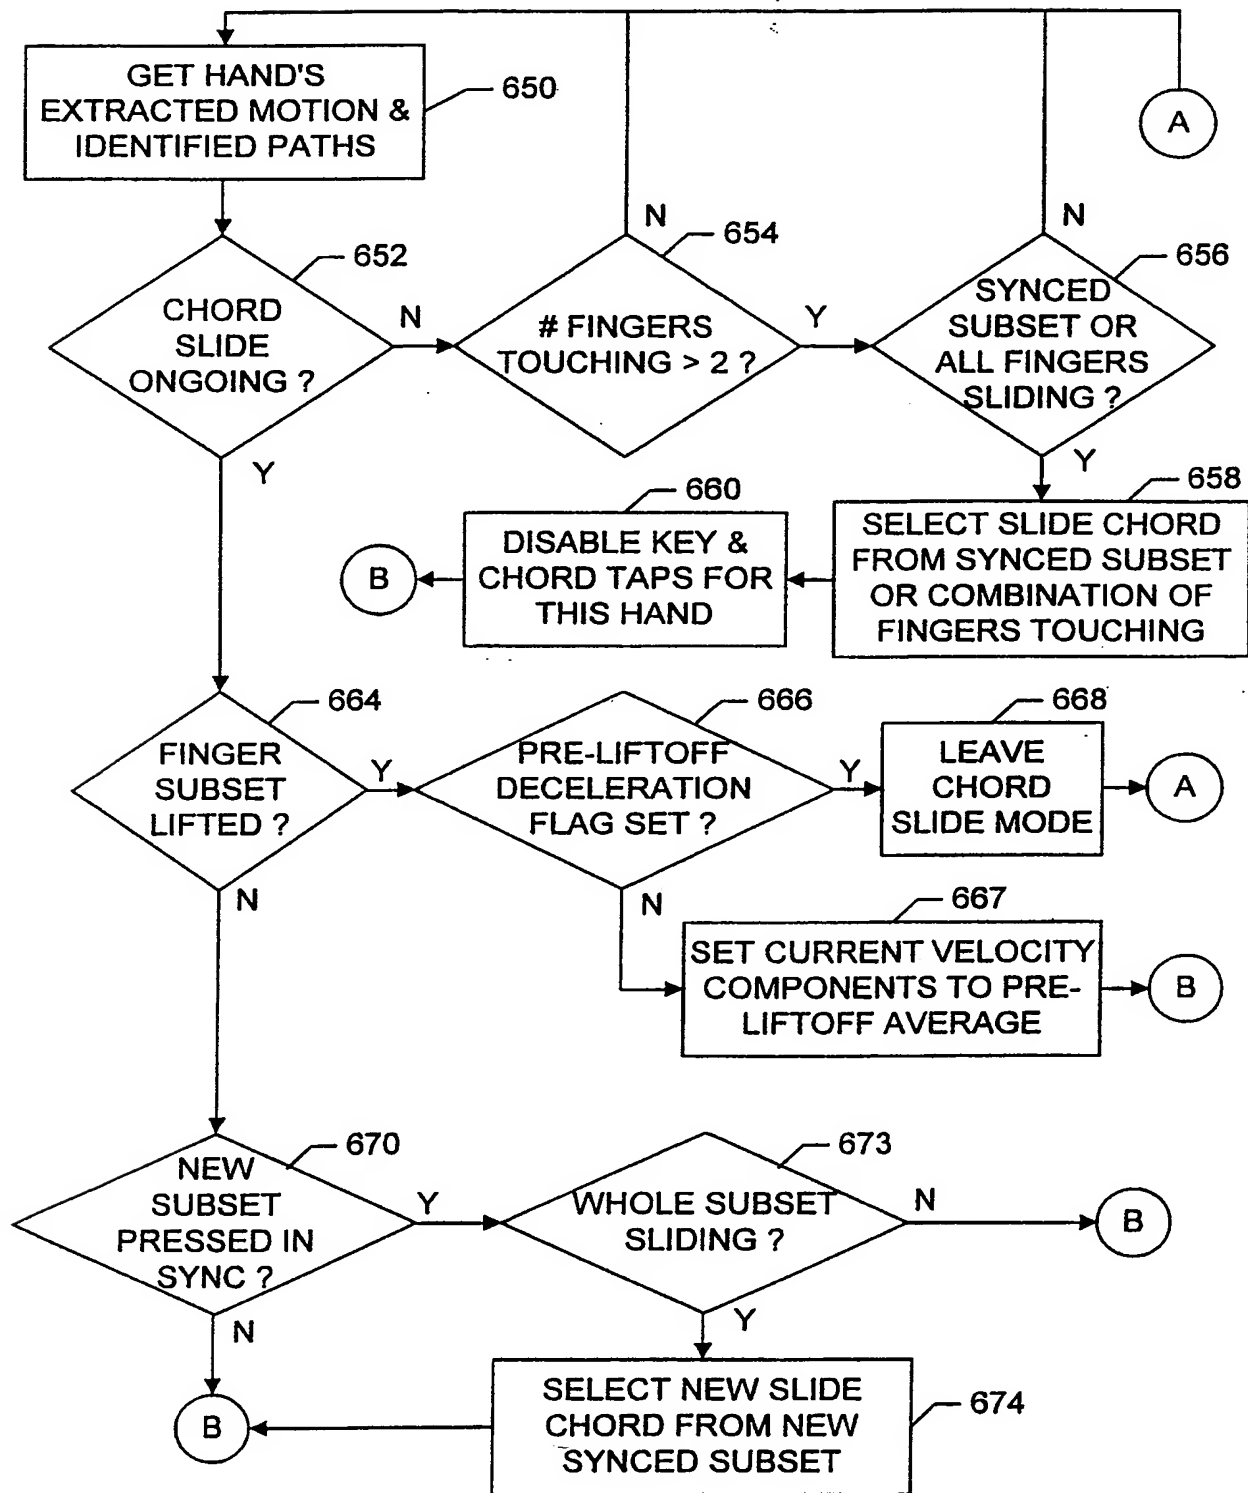 GET HAND'S
EXTRACTED MOTION &
IDENTIFIED PATHS
650
A
N
N
652
654
656
CHORD
SLIDE
ONGOING ?
N
# FINGERS
TOUCHING > 2 ?
Y
SYNCED
SUBSET OR
ALL FINGERS
SLIDING ?
Y
Y
658
660
SELECT SLIDE CHORD
FROM SYNCED SUBSET
OR COMBINATION OF
FINGERS TOUCHING
DISABLE KEY &
CHORD TAPS FOR
THIS HAND
B
664
666
668
FINGER
SUBSET
LIFTED ?
Y
PRE-LIFTOFF
DECELERATION
FLAG SET ?
Y
LEAVE
CHORD
SLIDE MODE
A
N
N
667
SET CURRENT VELOCITY
COMPONENTS TO PRE-
LIFTOFF AVERAGE
B
670
673
NEW
SUBSET
PRESSED IN
SYNC ?
Y
WHOLE SUBSET
SLIDING ?
N
B
N
Y
B
SELECT NEW SLIDE
CHORD FROM NEW
SYNCED SUBSET
674